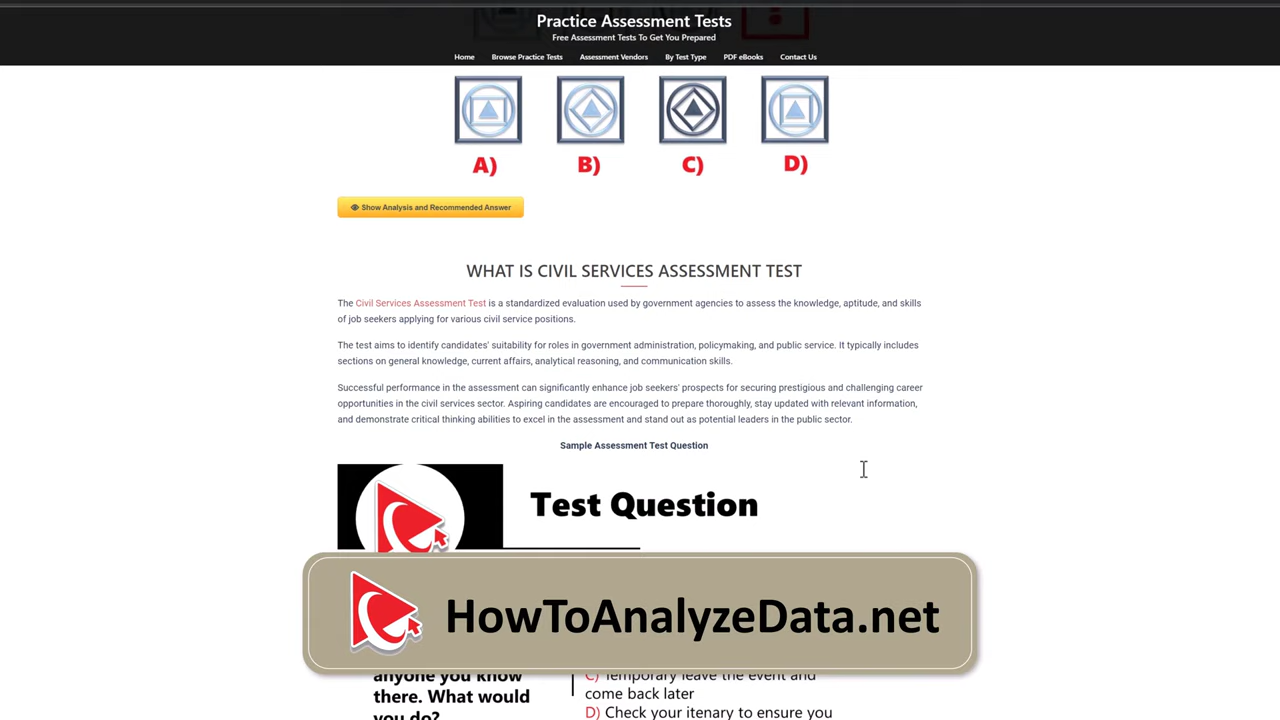 Practice Assessment Tests
Free Assessment Tests To Get You Prepared
Home Browse Practice Tests Assessment Vendors By Test Type PDF eBooks Contact Us
A) B) C) D)
Show Analysis and Recommended Answer
WHAT IS CIVIL SERVICES ASSESSMENT TEST
The Civil Services Assessment Test is a standardized evaluation used by government agencies to assess the knowledge, aptitude, and skills
of job seekers applying for various civil service positions.
The test aims to identify candidates' suitability for roles in government administration, policymaking, and public service. It typically includes
sections on general knowledge, current affairs, analytical reasoning, and communication skills.
Successful performance in the assessment can significantly enhance job seekers' prospects for securing prestigious and challenging career
opportunities in the civil services sector. Aspiring candidates are encouraged to prepare thoroughly, stay updated with relevant information,
and demonstrate critical thinking abilities to excel in the assessment and stand out as potential leaders in the public sector.
Sample Assessment Test Question
Test Question
HowToAnalyzeData.net
anyone you know
there. What would
you do?
C) Temporary leave the event and
come back later
D) Check your itenary to ensure you